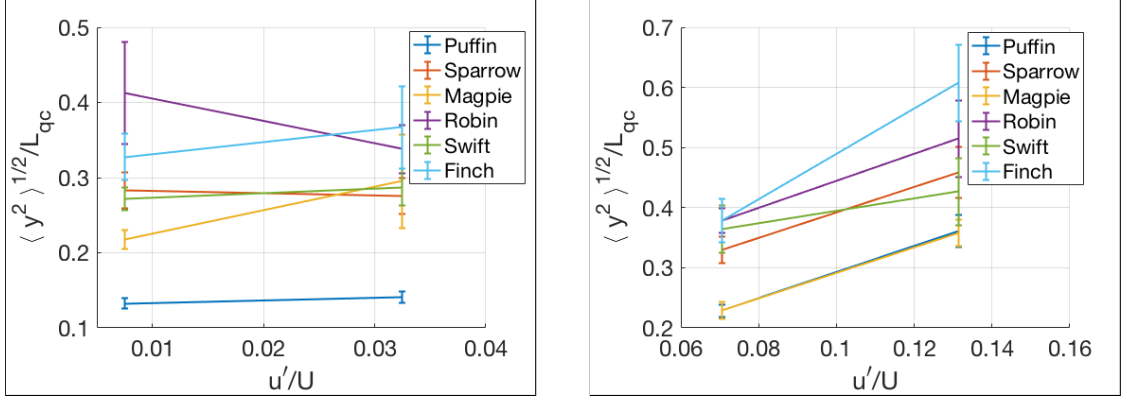 0.5
0.4
0.3
0.2
0.1
0.01
0.02
0.03
0.04
u′/U
⟨ y² ⟩^1/2/L_qc
Puffin
Sparrow
Magpie
Robin
Swift
Finch
0.7
0.6
0.5
0.4
0.3
0.2
0.06
0.08
0.1
0.12
0.14
0.16
u′/U
⟨ y² ⟩^1/2/L_qc
Puffin
Sparrow
Magpie
Robin
Swift
Finch